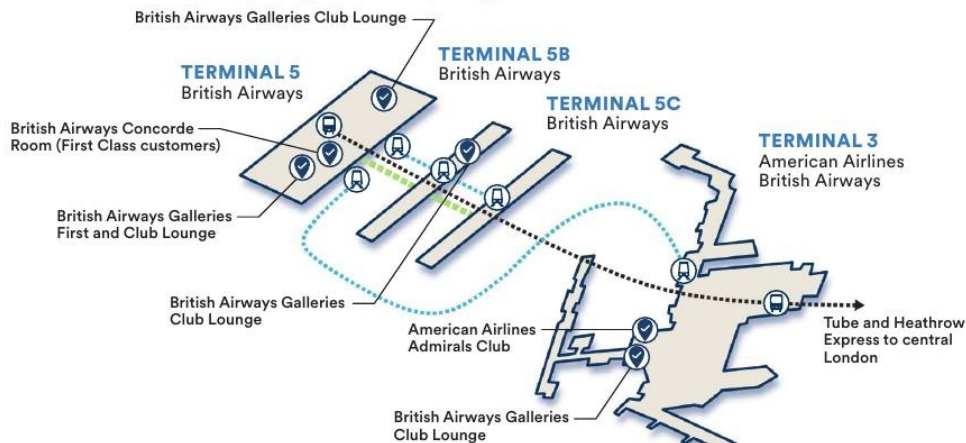 British Airways Galleries Club Lounge
TERMINAL 5
British Airways
TERMINAL 5B
British Airways
TERMINAL 5C
British Airways
TERMINAL 3
American Airlines
British Airways
British Airways Concorde
Room (First Class customers)
British Airways Galleries
First and Club Lounge
British Airways Galleries
Club Lounge
American Airlines
Admirals Club
British Airways Galleries
Club Lounge
Tube and Heathrow
Express to central
London